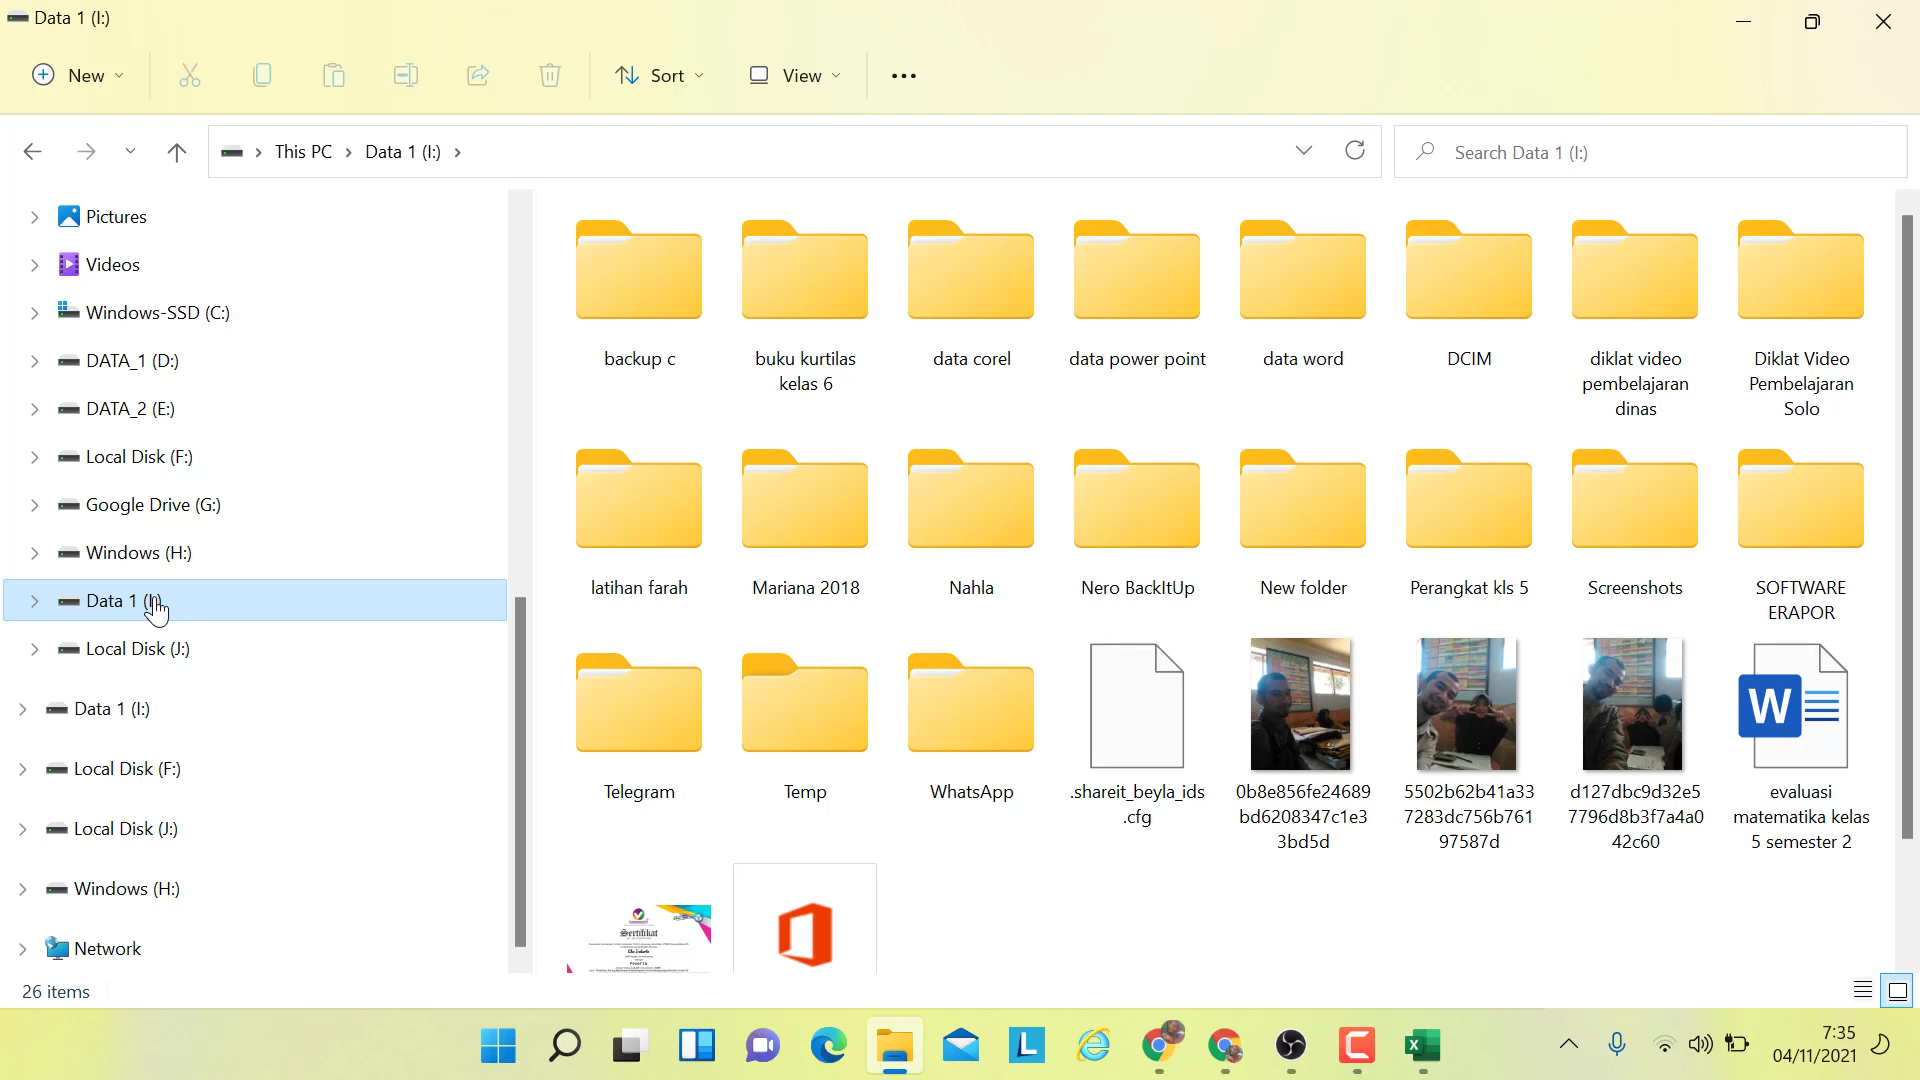 Data 1 (I:)
New
Sort
View
This PC
Data 1 (I:)
Search Data 1 (I:)
Pictures
Videos
Windows-SSD (C:)
DATA_1 (D:)
DATA_2 (E:)
Local Disk (F:)
Google Drive (G:)
Windows (H:)
Data 1 (I:)
Local Disk (J:)
Data 1 (I:)
Local Disk (F:)
Local Disk (J:)
Windows (H:)
Network
backup c
buku kurtilas
kelas 6
data corel
data power point
data word
DCIM
diklat video
pembelajaran
dinas
Diklat Video
Pembelajaran
Solo
latihan farah
Mariana 2018
Nahla
Nero BackItUp
New folder
Perangkat kls 5
Screenshots
SOFTWARE
ERAPOR
Telegram
Temp
WhatsApp
.shareit_beyla_ids
.cfg
0b8e856fe24689
bd6208347c1e3
3bd5d
5502b62b41a33
7283dc756b761
97587d
d127dbc9d32e5
7796d8b3f7a4a0
42c60
W
evaluasi
matematika kelas
5 semester 2
Sertifikat
Peserta
26 items
L
X
7:35
04/11/2021